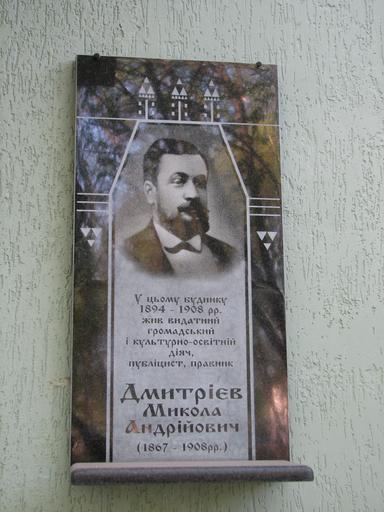 У цьому будинку
1894 - 1908 рр.
жив видатний
громадський
і культурно-освітній
діяч,
публіцист, правник
Дмитрієв
Микола
Андрійович
(1867 - 1908рр.)